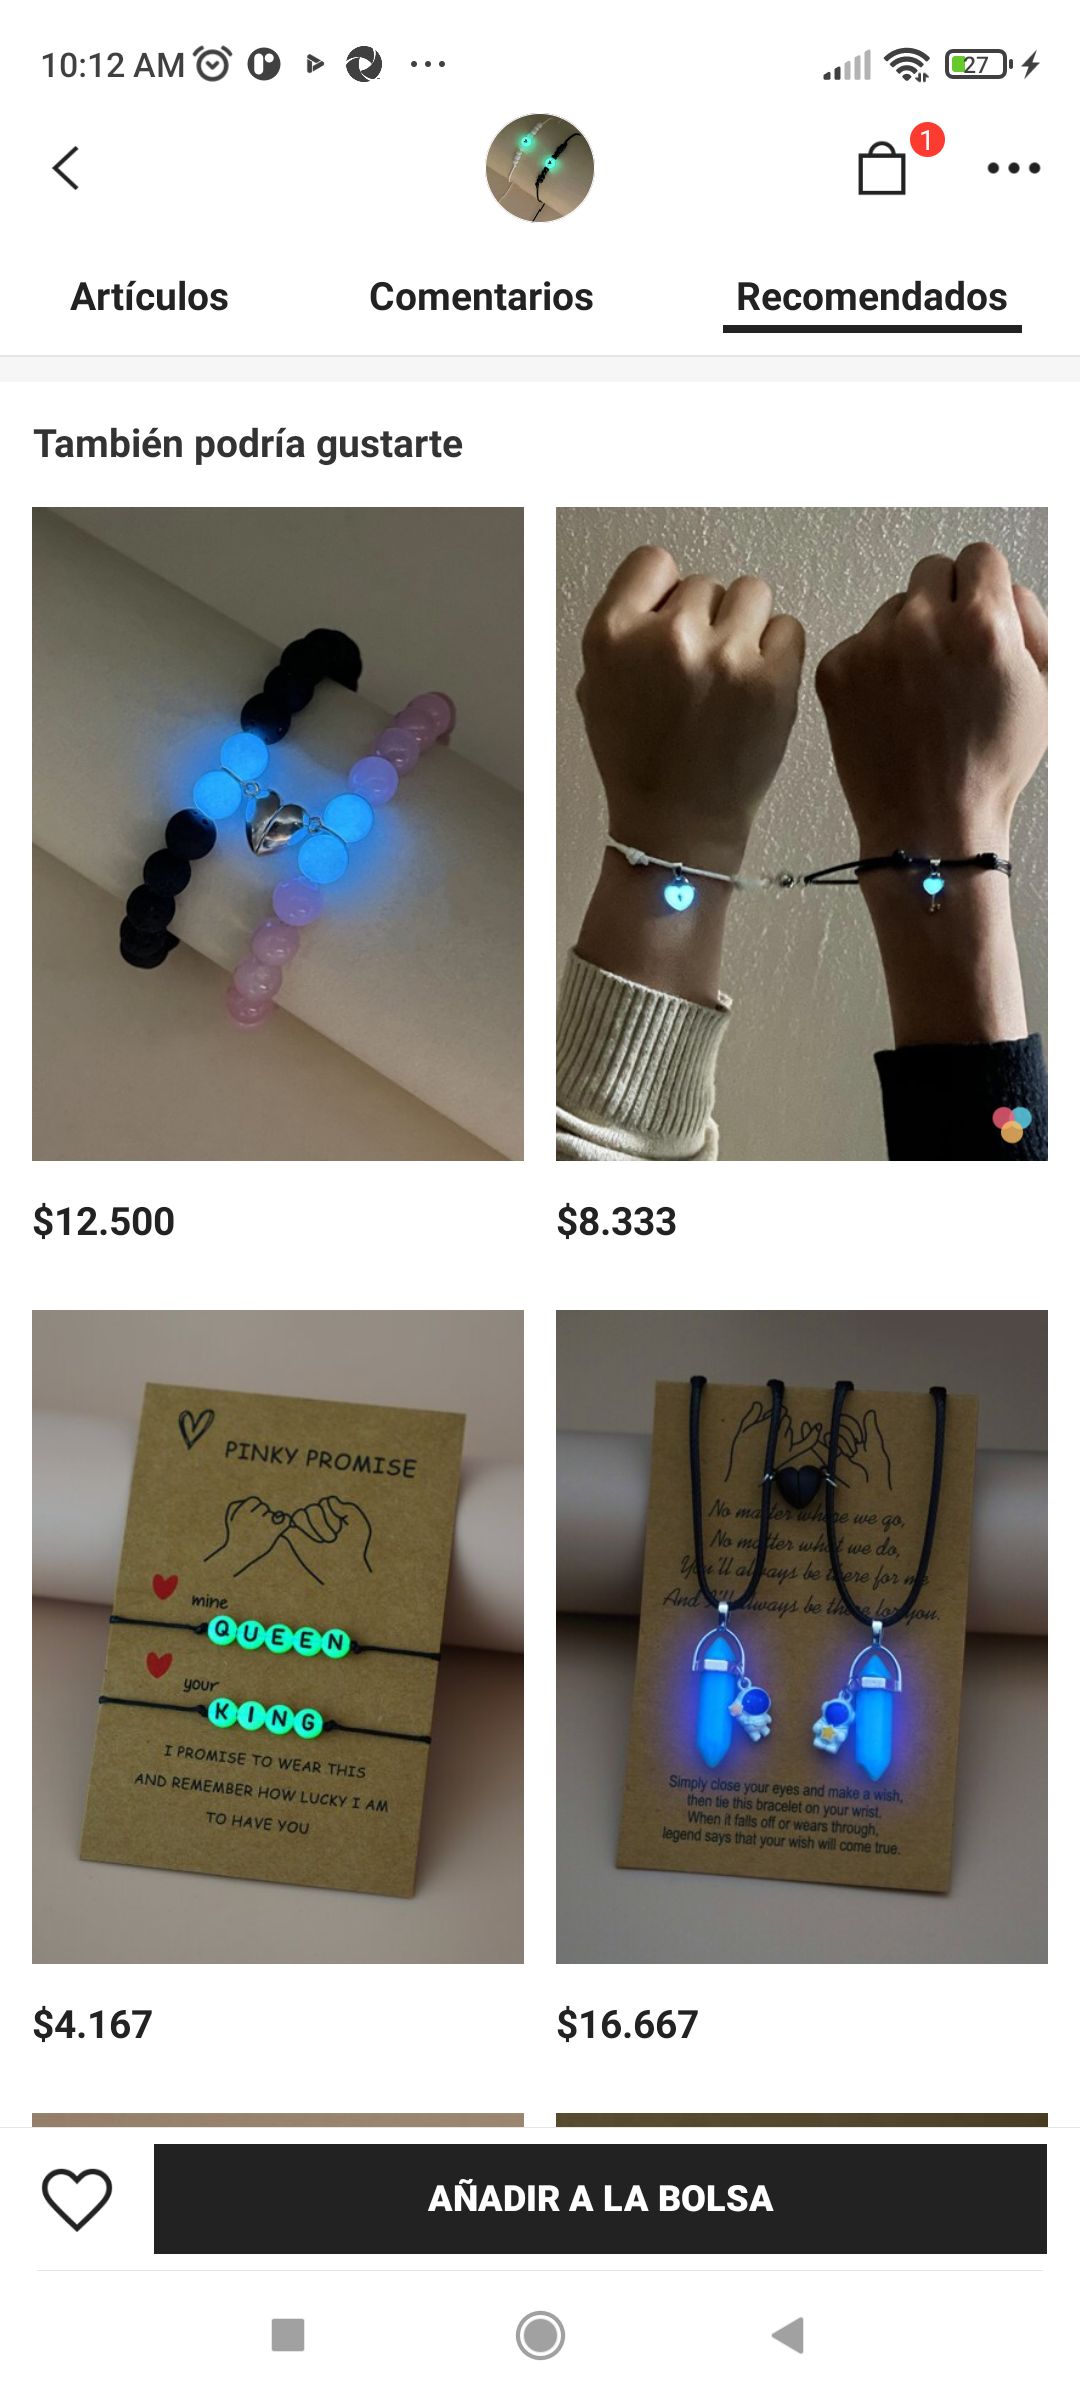 10:12 AM
27
1
Artículos
Comentarios
Recomendados
También podría gustarte
$12.500
$8.333
PINKY PROMISE
mine
QUEEN
your
KING
I PROMISE TO WEAR THIS
AND REMEMBER HOW LUCKY I AM
TO HAVE YOU
No matter where we go,
No matter what we do,
You'll always be there for me
And I'll always be there for you.
Simply close your eyes and make a wish,
then tie this bracelet on your wrist.
When it falls off or wears through,
legend says that your wish will come true.
$4.167
$16.667
AÑADIR A LA BOLSA